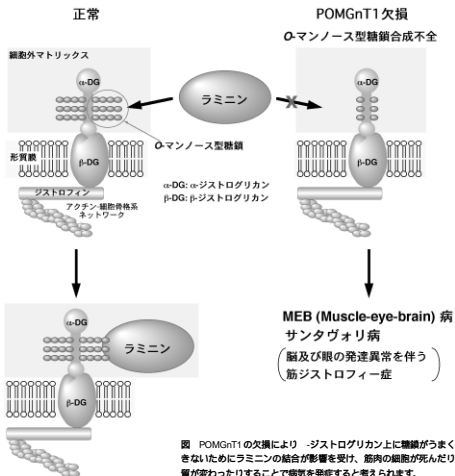 正常
POMGnT1欠損
O-マンノース型糖鎖合成不全
細胞外マトリックス
α-DG
α-DG
ラミニン
O-マンノース型糖鎖
形質膜
β-DG
β-DG
α-DG: α-ジストログリカン
β-DG: β-ジストログリカン
ジストロフィン
アクチン-細胞骨格系
ネットワーク
α-DG
ラミニン
β-DG
MEB (Muscle-eye-brain) 病
サンタヴォリ病
(脳及び眼の発達異常を伴う
筋ジストロフィー症)
図 POMGnT1の欠損により -ジストログリカン上に糖鎖がうまく
きないためにラミニンの結合が影響を受け、筋肉の細胞が死んだり
質が変わったりすることで病気を発症すると考えられます。